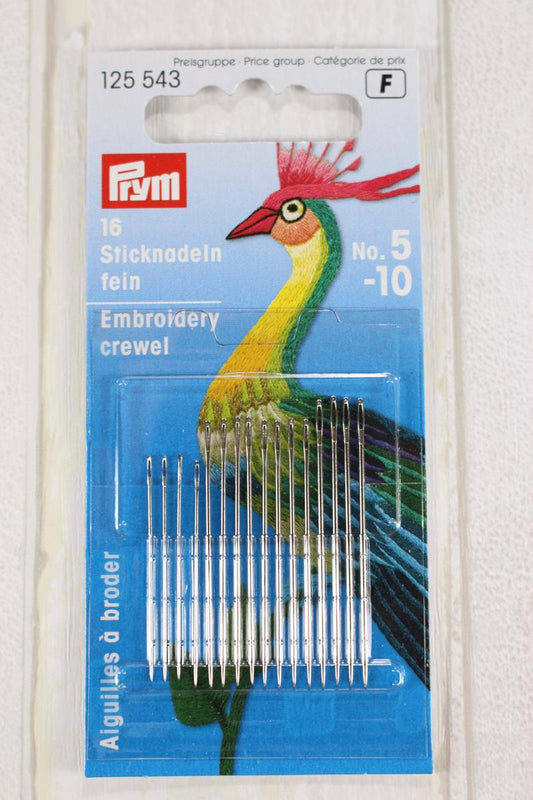 Preisgruppe · Price group · Catégorie de prix
125 543
F
Prym
16
Sticknadeln
fein
No. 5
-10
Embroidery
crewel
Aiguilles à broder